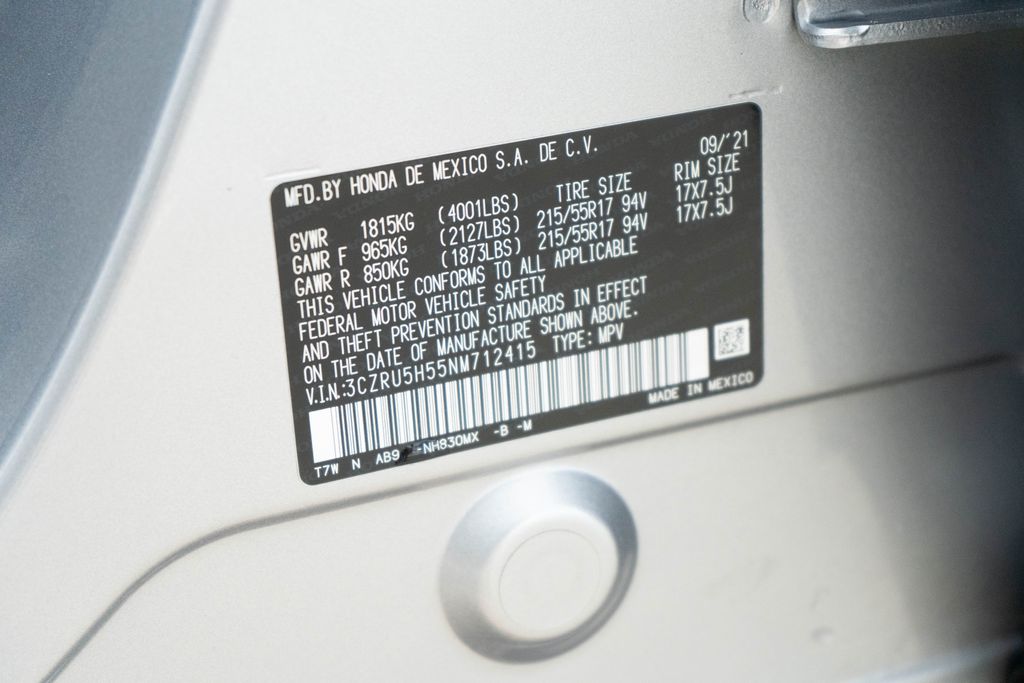 MFD.BY HONDA DE MEXICO S.A. DE C.V. 09/'21
GVWR 1815KG (4001LBS) TIRE SIZE RIM SIZE
GAWR F 965KG (2127LBS) 215/55R17 94V 17X7.5J
GAWR R 850KG (1873LBS) 215/55R17 94V 17X7.5J
THIS VEHICLE CONFORMS TO ALL APPLICABLE
FEDERAL MOTOR VEHICLE SAFETY
AND THEFT PREVENTION STANDARDS IN EFFECT
ON THE DATE OF MANUFACTURE SHOWN ABOVE.
V.I.N.:3CZRU5H55NM712415 TYPE: MPV
T7W N AB9 -NH830MX -B -M MADE IN MEXICO